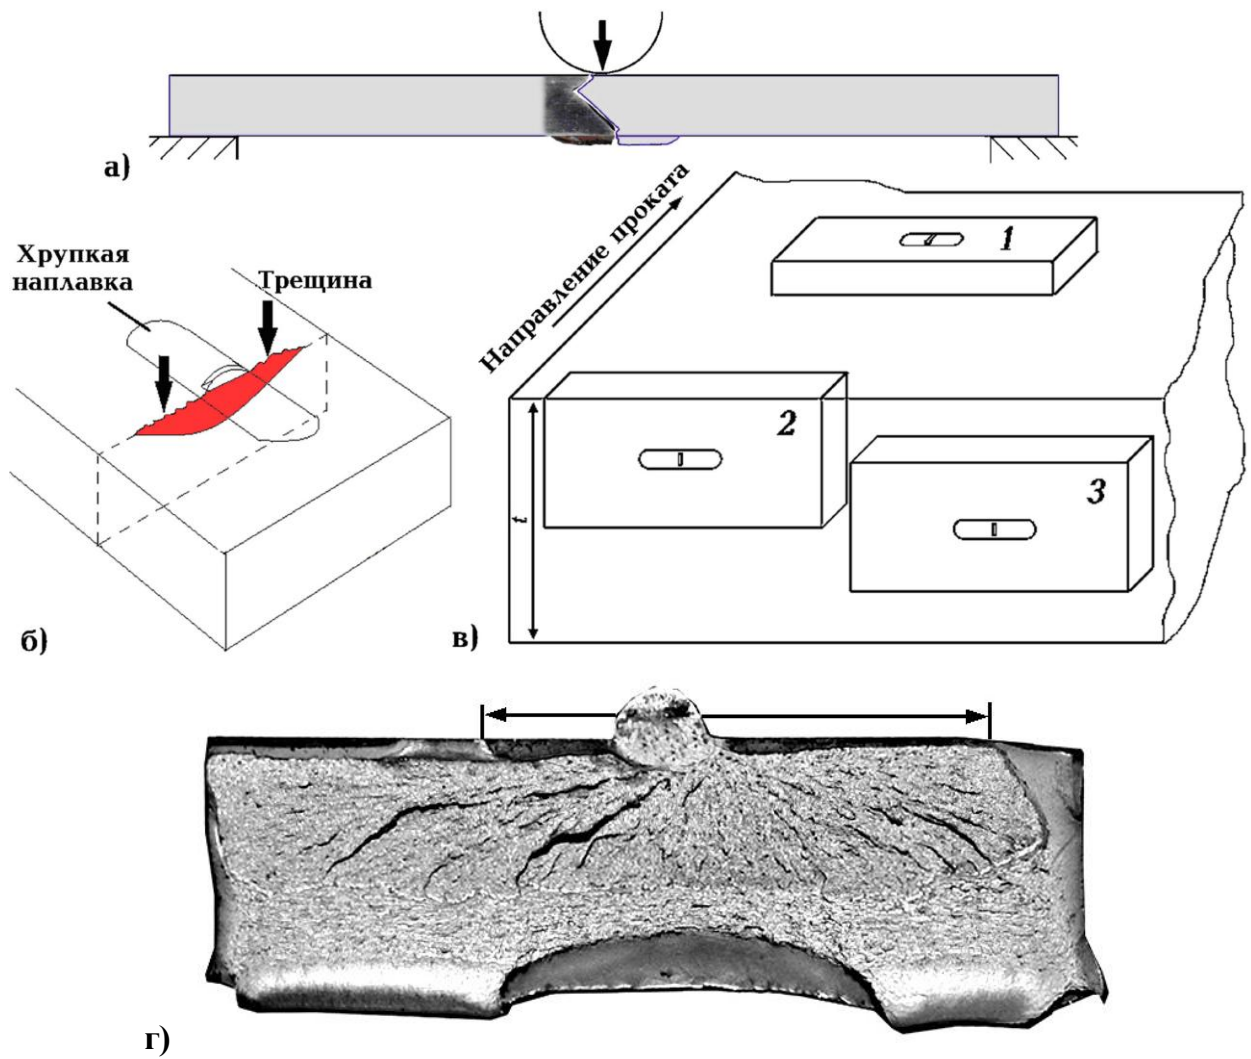 а)
Направление проката
1
Хрупкая
наплавка
Трещина
2
3
t
б)
в)
г)